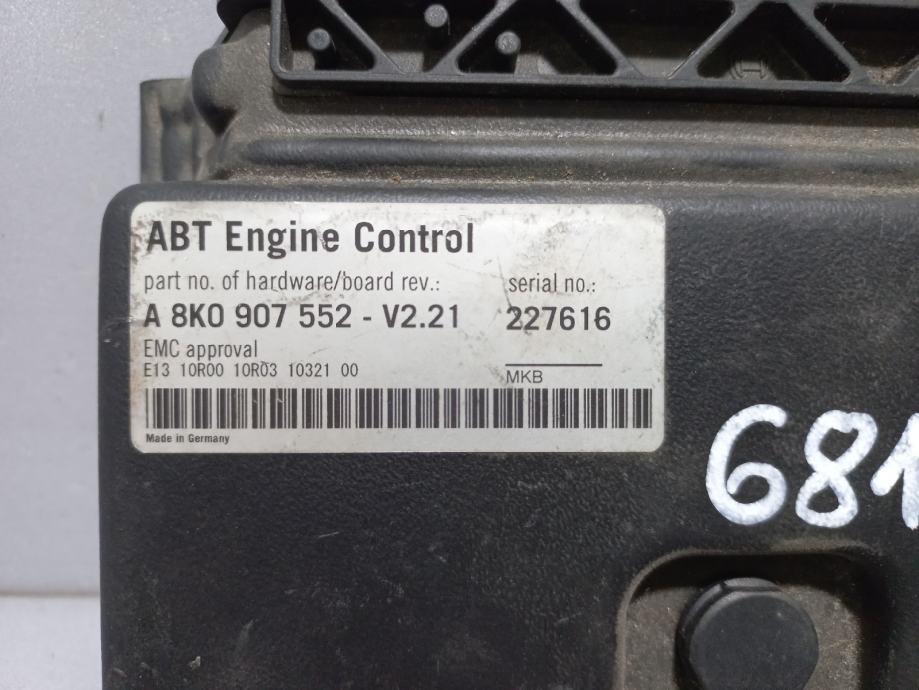 ABT Engine Control
part no. of hardware/board rev.: serial no.:
A 8K0 907 552 - V2.21 227616
EMC approval
E13 10R00 10R03 10321 00
MKB
Made in Germany
681